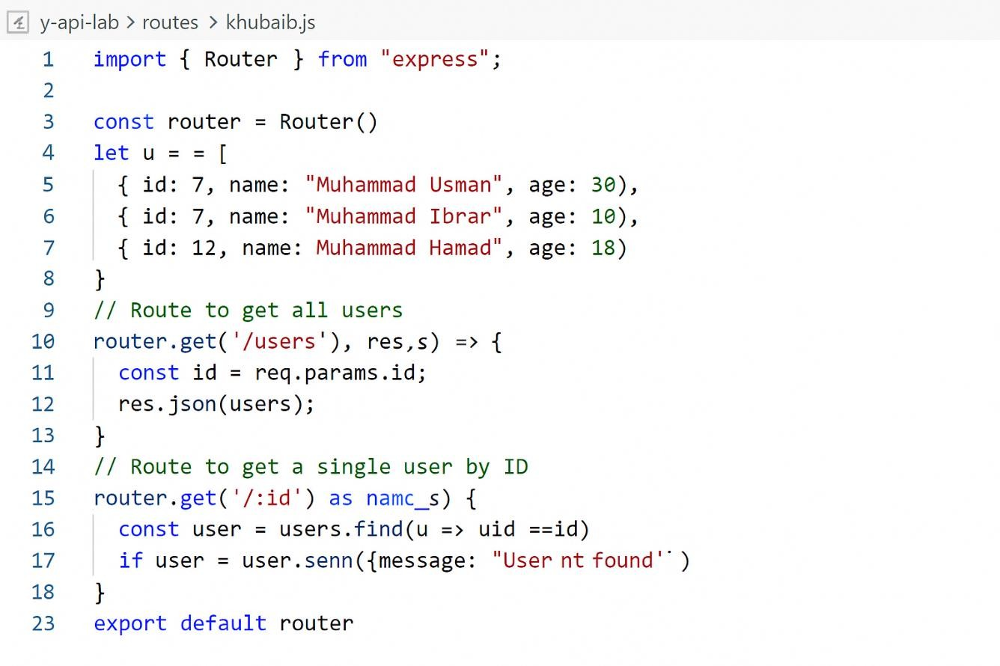 y-api-lab > routes > khubaib.js
1 import { Router } from "express";
2
3 const router = Router()
4 let u = = [
5 { id: 7, name: "Muhammad Usman", age: 30),
6 { id: 7, name: "Muhammad Ibrar", age: 10),
7 { id: 12, name: Muhammad Hamad", age: 18)
8 }
9 // Route to get all users
10 router.get('/users'), res,s) => {
11 const id = req.params.id;
12 res.json(users);
13 }
14 // Route to get a single user by ID
15 router.get('/:id') as namc_s) {
16 const user = users.find(u => uid ==id)
17 if user = user.senn({message: "User nt found'˙)
18 }
23 export default router